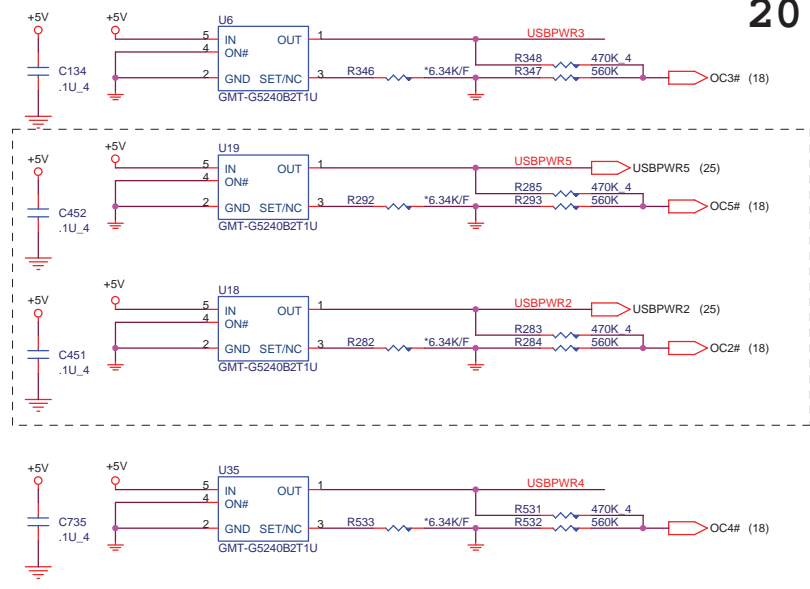 20
+5V +5V U6
5 IN OUT 1 USBPWR3
4 ON#
C134 .1U_4
2 GND SET/NC 3 R346 *6.34K/F R348 470K_4
R347 560K OC3# (18)
GMT-G5240B2T1U
+5V +5V U19
5 IN OUT 1 USBPWR5 USBPWR5 (25)
4 ON#
C452 .1U_4
2 GND SET/NC 3 R292 *6.34K/F R285 470K_4
R293 560K OC5# (18)
GMT-G5240B2T1U
+5V +5V U18
5 IN OUT 1 USBPWR2 USBPWR2 (25)
4 ON#
C451 .1U_4
2 GND SET/NC 3 R282 *6.34K/F R283 470K_4
R284 560K OC2# (18)
GMT-G5240B2T1U
+5V +5V U35
5 IN OUT 1 USBPWR4
4 ON#
C735 .1U_4
2 GND SET/NC 3 R533 *6.34K/F R531 470K_4
R532 560K OC4# (18)
GMT-G5240B2T1U